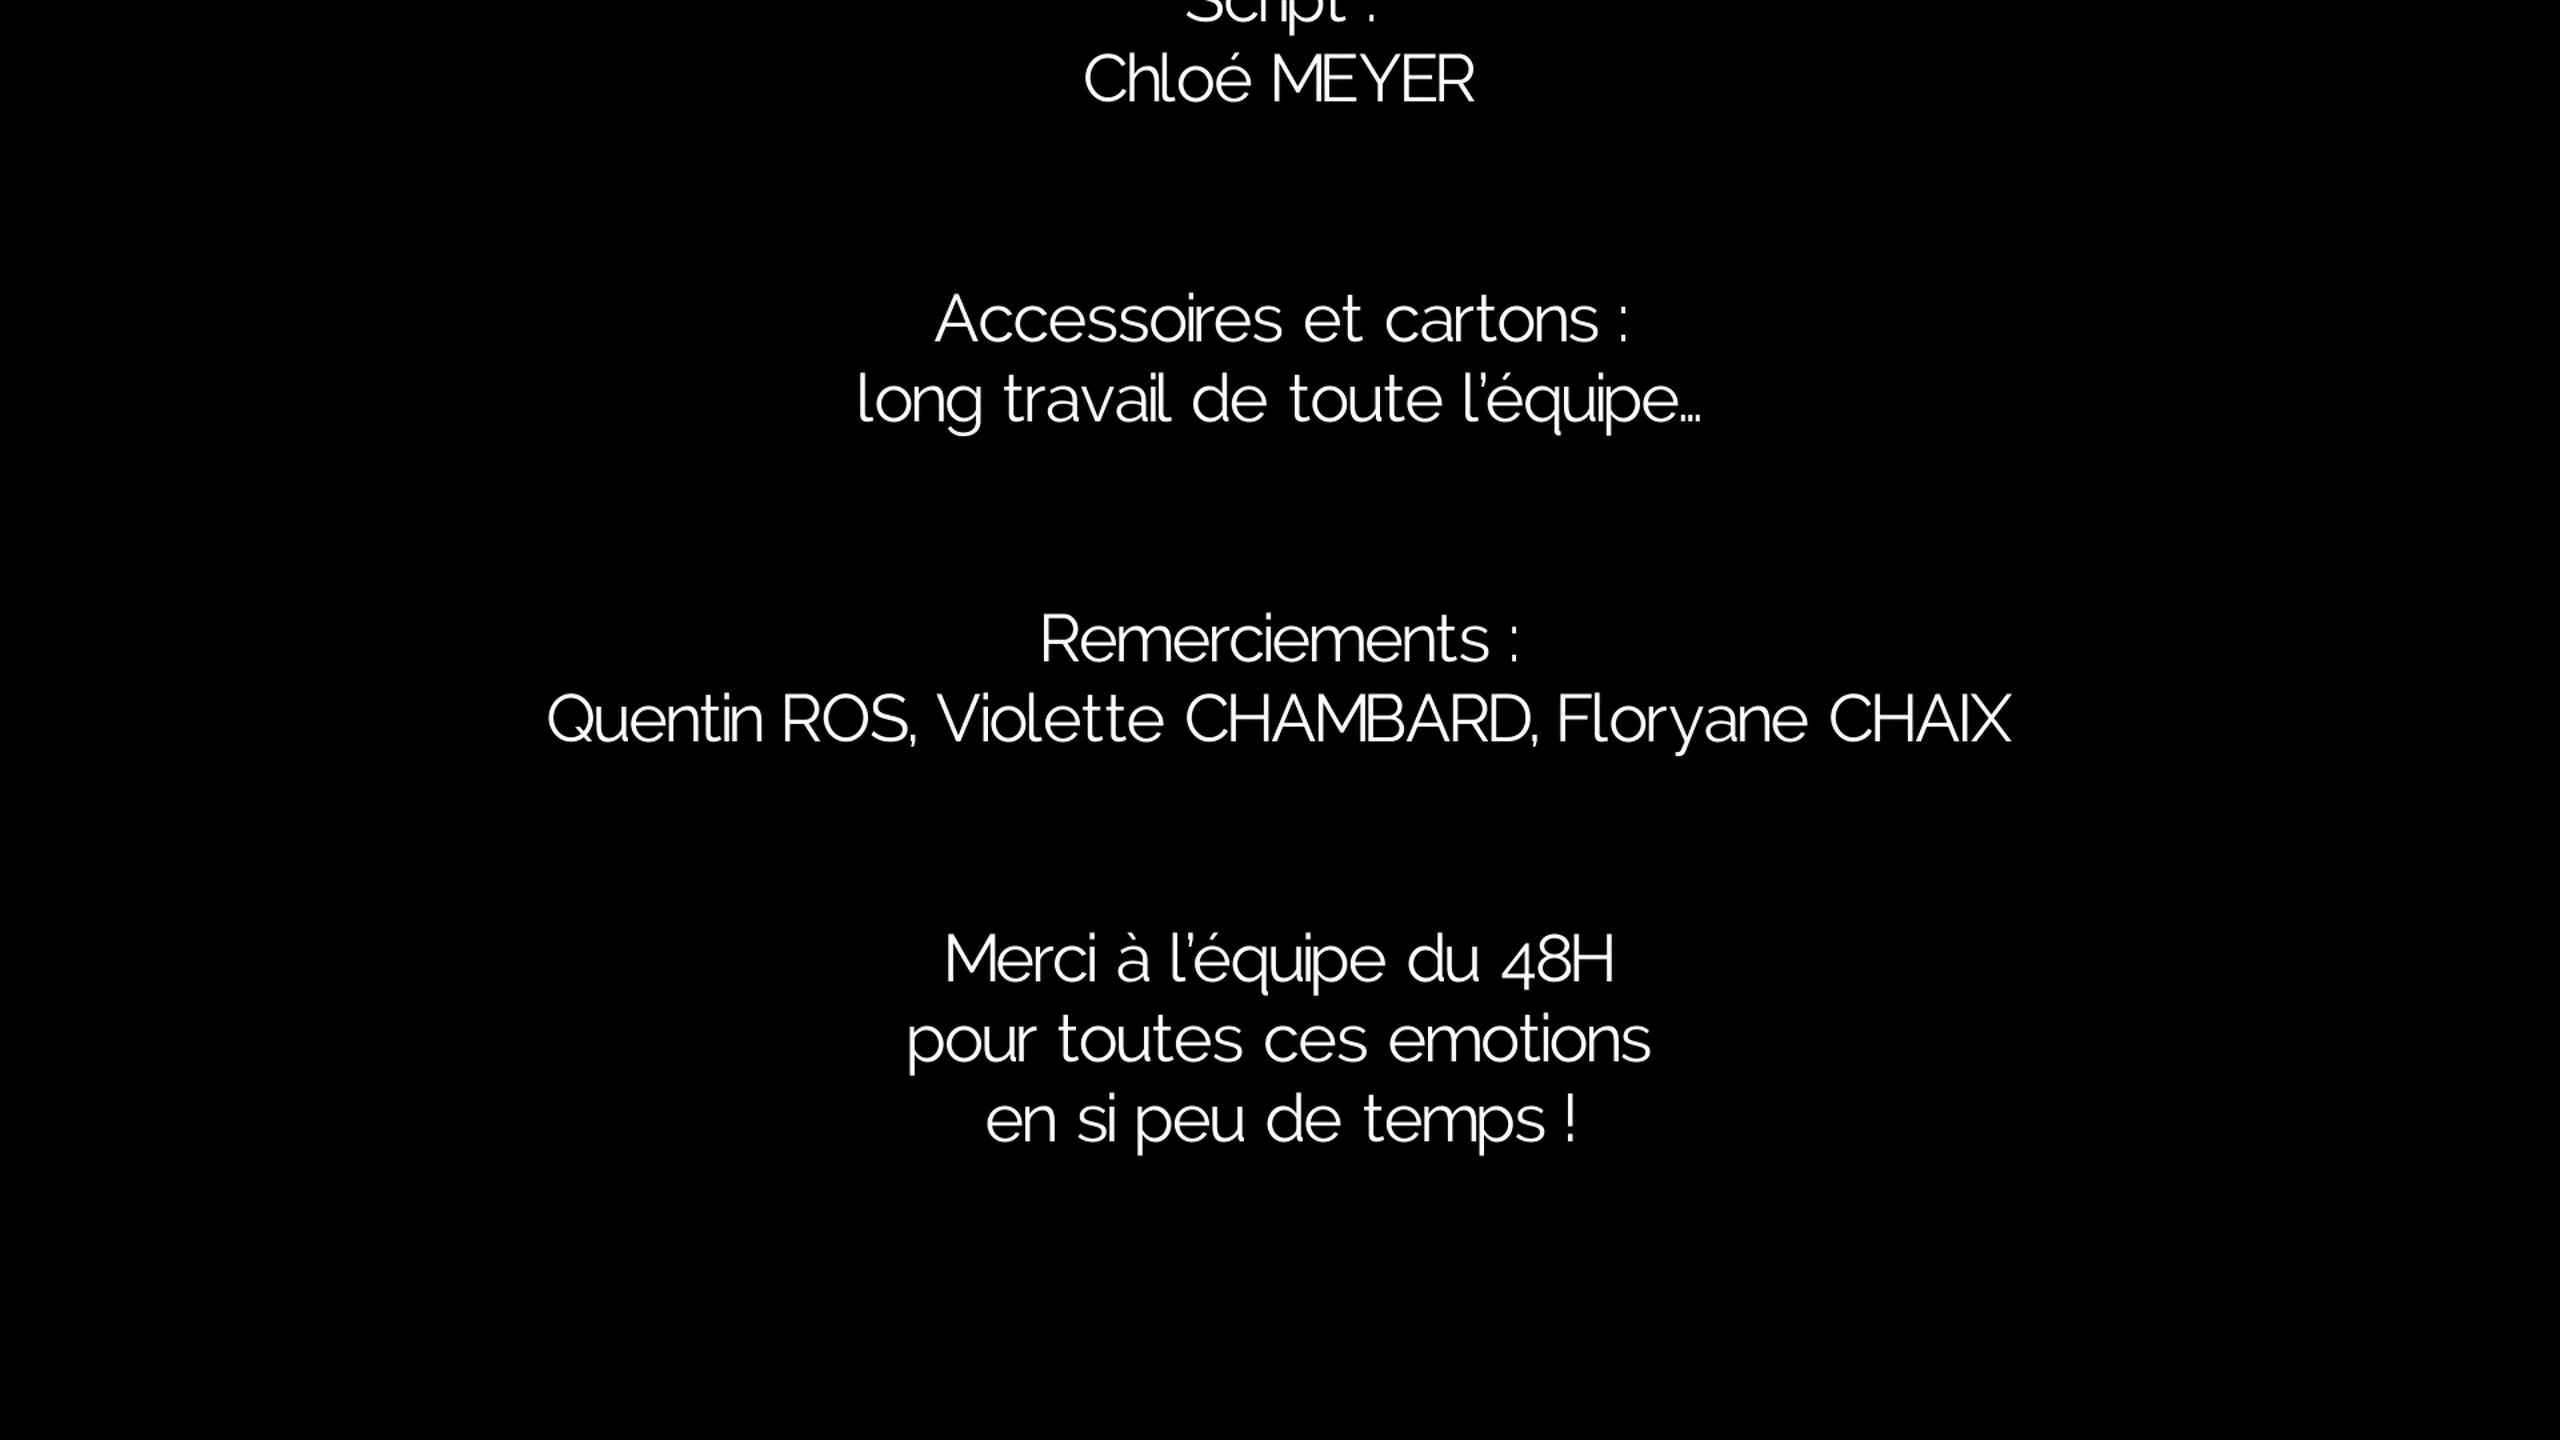 Script :
Chloé MEYER
Accessoires et cartons :
long travail de toute l’équipe...
Remerciements :
Quentin ROS, Violette CHAMBARD, Floryane CHAIX
Merci à l’équipe du 48H
pour toutes ces emotions
en si peu de temps !